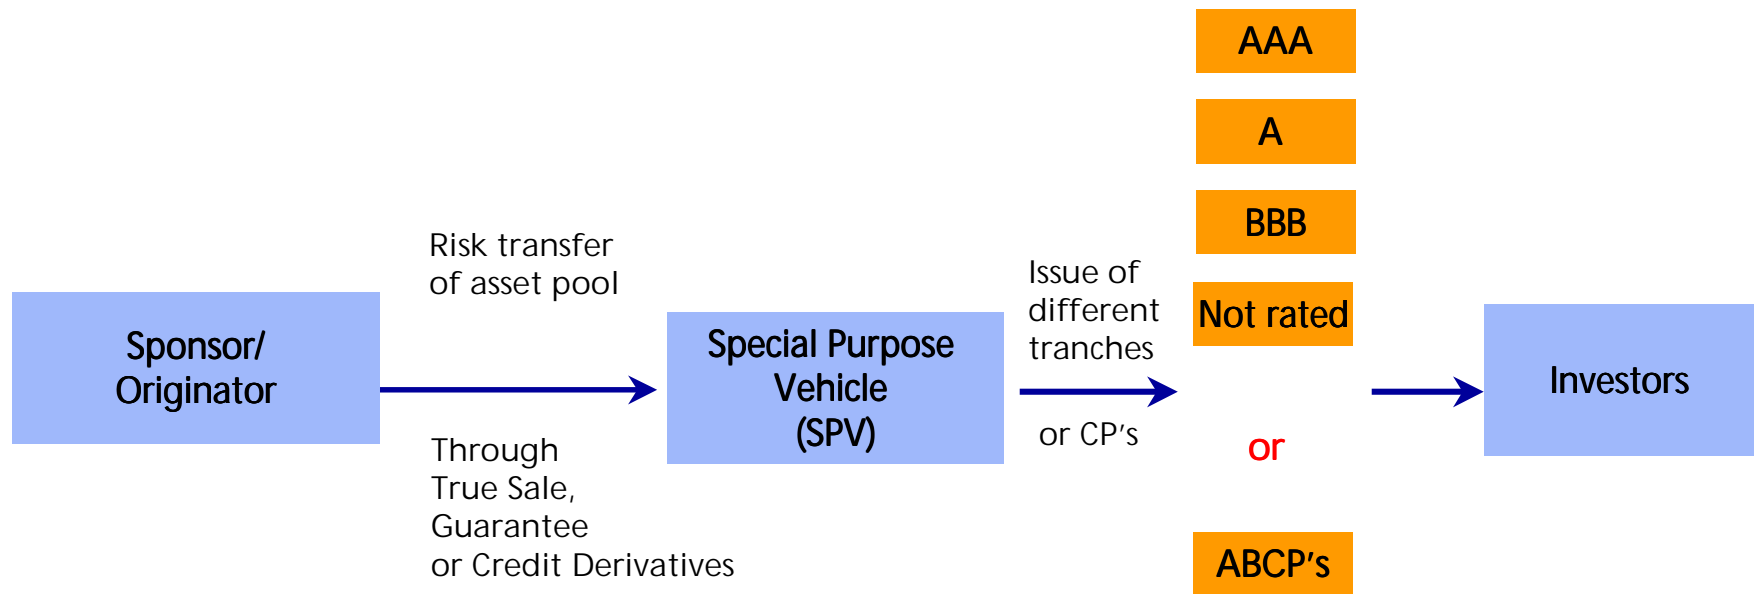 Sponsor/
Originator
Risk transfer
of asset pool
Through
True Sale,
Guarantee
or Credit Derivatives
Special Purpose
Vehicle
(SPV)
Issue of
different
tranches
or CP's
AAA
A
BBB
Not rated
or
ABCP's
Investors